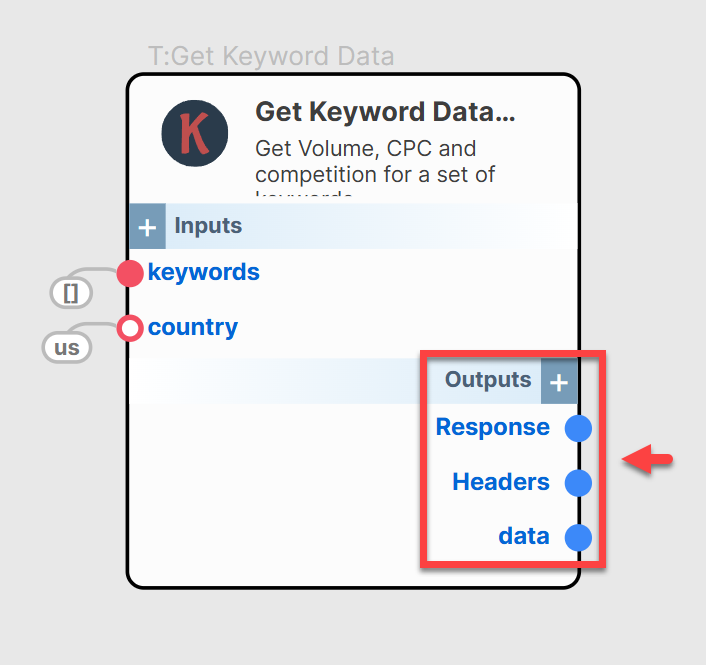 T:Get Keyword Data
K
Get Keyword Data...
Get Volume, CPC and
competition for a set of
keywords
+ Inputs
keywords
[]
country
us
Outputs +
Response
Headers
data